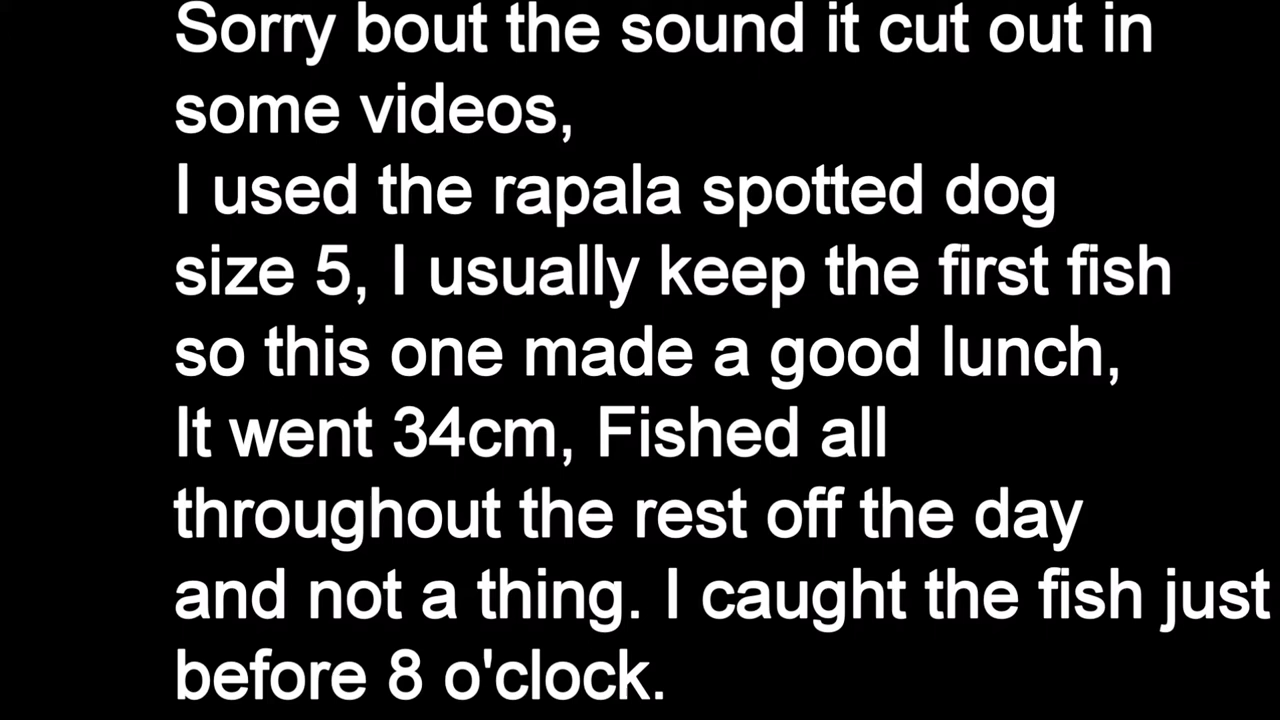 Sorry bout the sound it cut out in
some videos,
I used the rapala spotted dog
size 5, I usually keep the first fish
so this one made a good lunch,
It went 34cm, Fished all
throughout the rest off the day
and not a thing. I caught the fish just
before 8 o'clock.